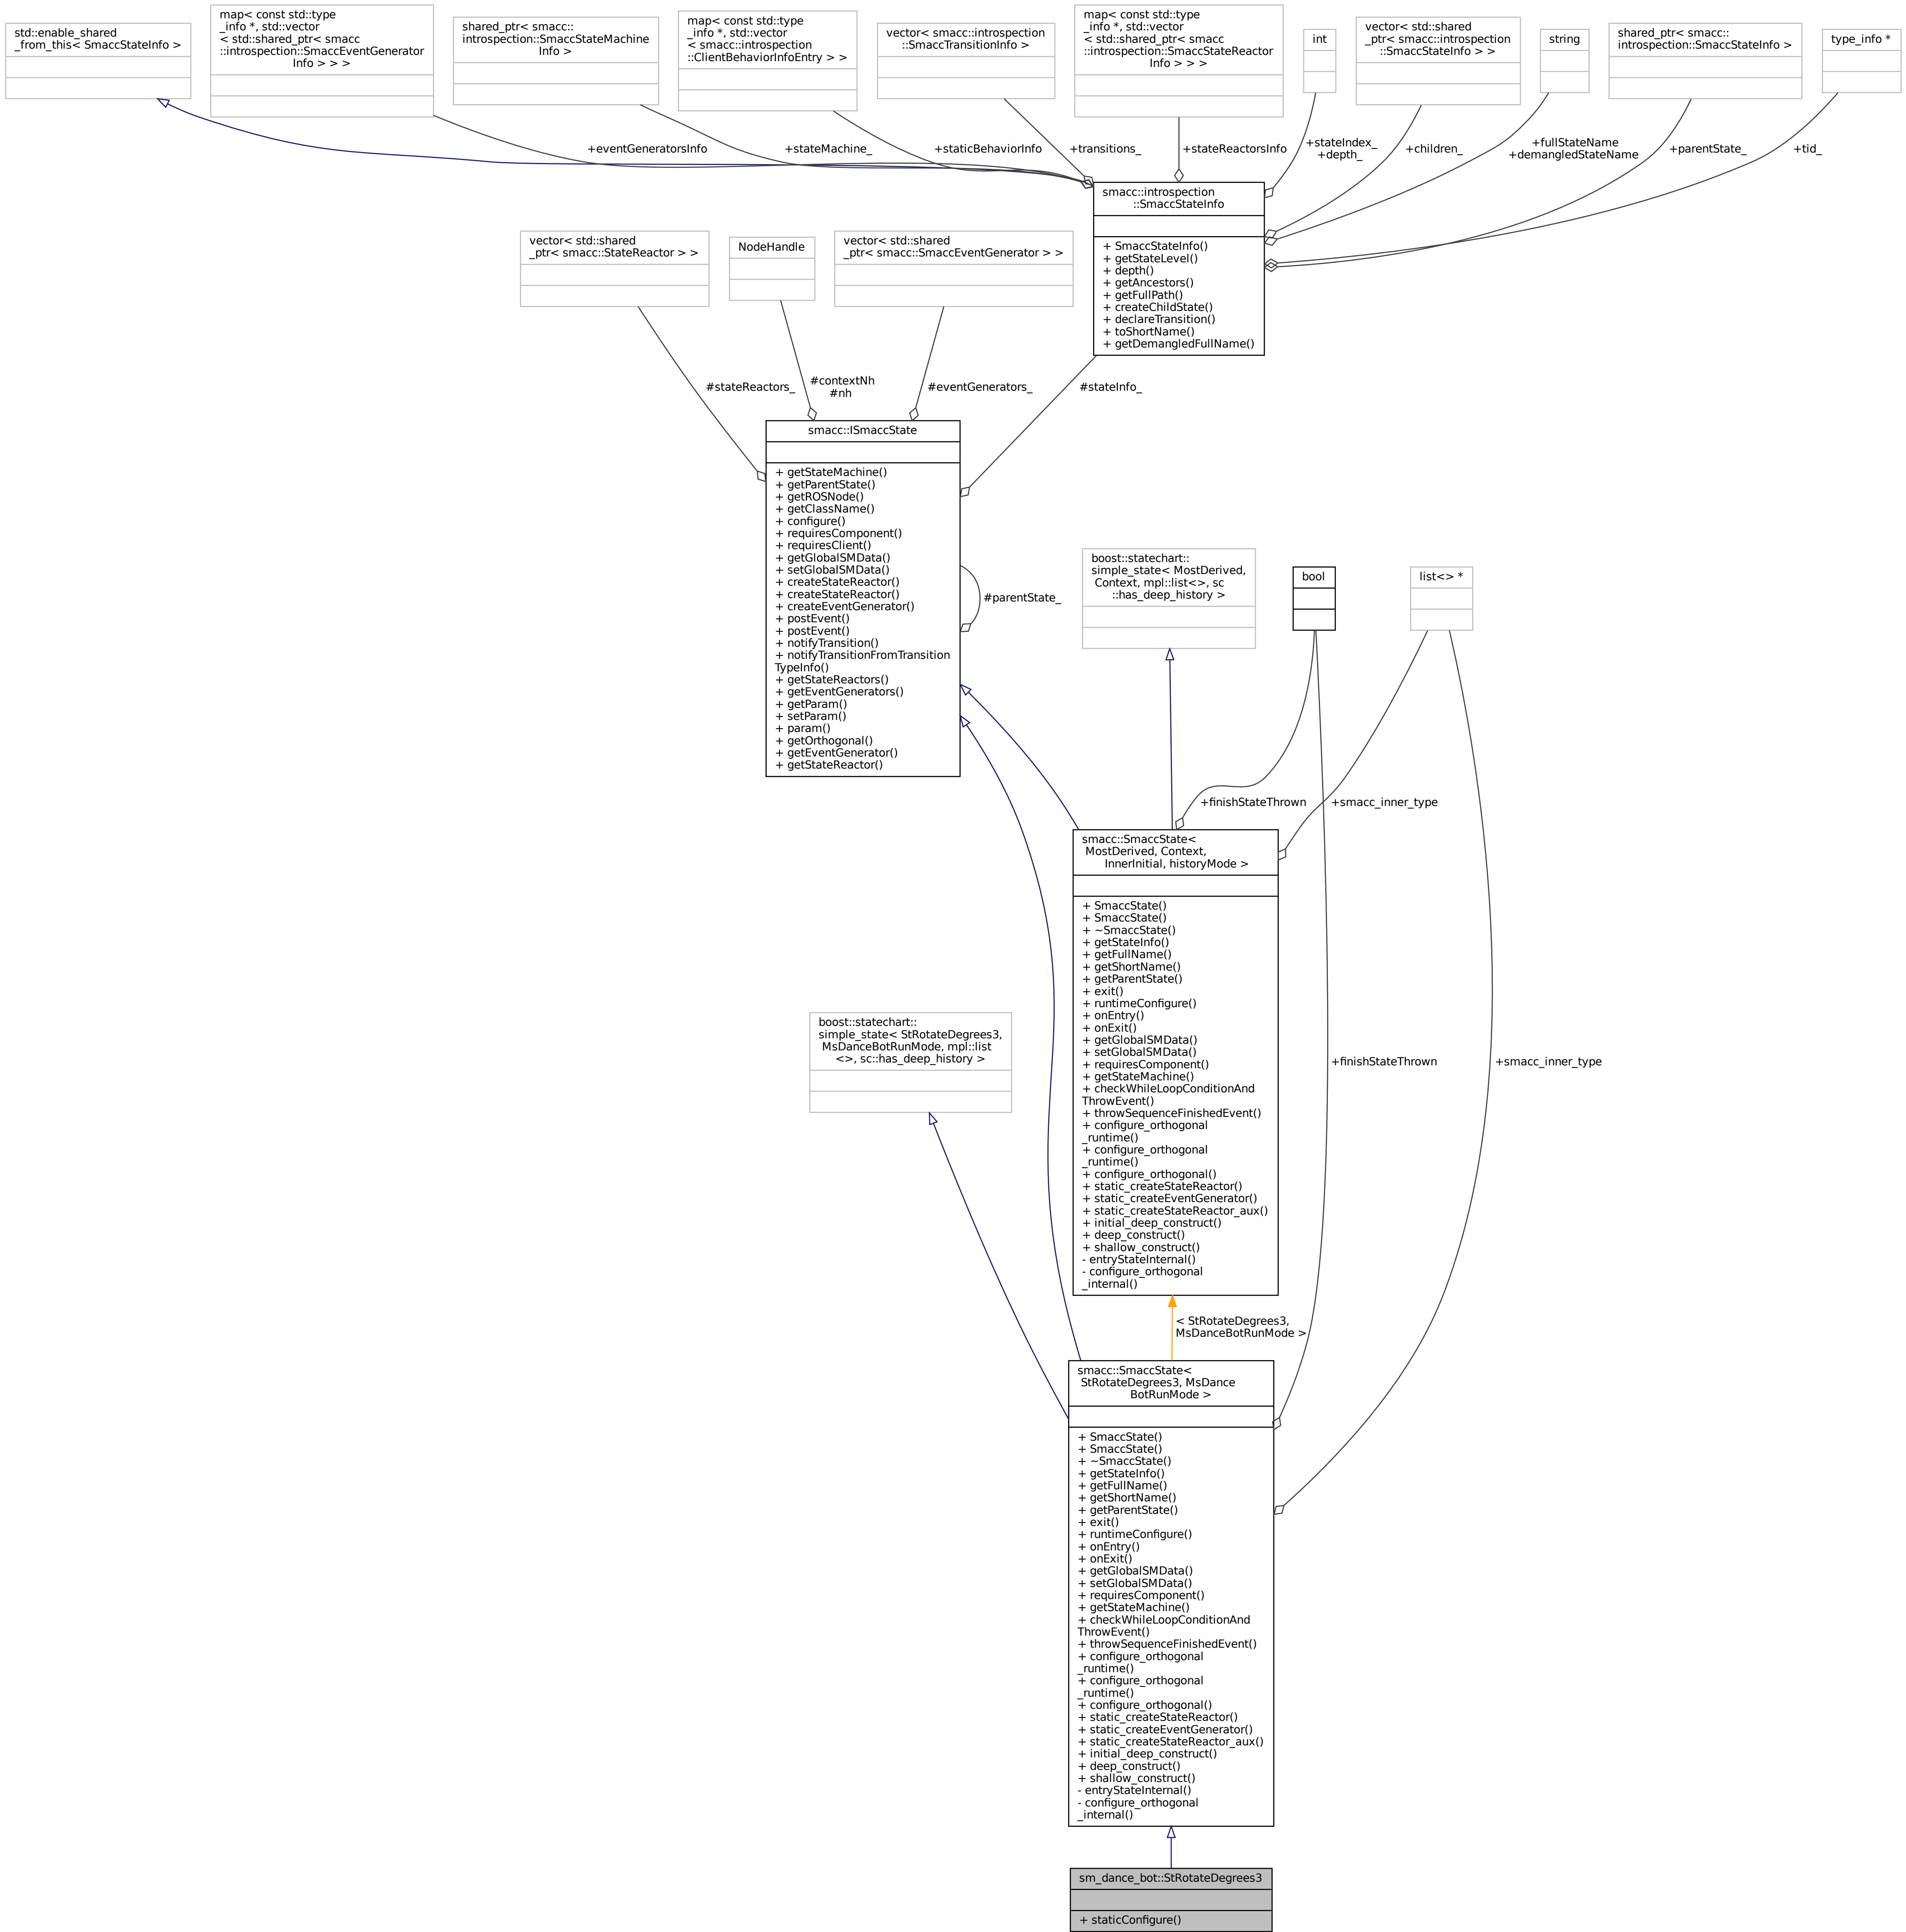 std::enable_shared
_from_this< SmaccStateInfo >
map< const std::type
_info *, std::vector
< std::shared_ptr< smacc
::introspection::SmaccEventGenerator
Info > > >
shared_ptr< smacc::
introspection::SmaccStateMachine
Info >
map< const std::type
_info *, std::vector
< smacc::introspection
::ClientBehaviorInfoEntry > >
vector< smacc::introspection
::SmaccTransitionInfo >
map< const std::type
_info *, std::vector
< std::shared_ptr< smacc
::introspection::SmaccStateReactor
Info > > >
int
vector< std::shared
_ptr< smacc::introspection
::SmaccStateInfo > >
string
shared_ptr< smacc::
introspection::SmaccStateInfo >
type_info *
+eventGeneratorsInfo
+stateMachine_
+staticBehaviorInfo
+transitions_
+stateReactorsInfo
+stateIndex_
+depth_
+children_
+fullStateName
+demangledStateName
+parentState_
+tid_
smacc::introspection
::SmaccStateInfo
+ SmaccStateInfo()
+ getStateLevel()
+ depth()
+ getAncestors()
+ getFullPath()
+ createChildState()
+ declareTransition()
+ toShortName()
+ getDemangledFullName()
vector< std::shared
_ptr< smacc::StateReactor > >
NodeHandle
vector< std::shared
_ptr< smacc::SmaccEventGenerator > >
#stateReactors_
#contextNh
#nh
#eventGenerators_
#stateInfo_
smacc::ISmaccState
+ getStateMachine()
+ getParentState()
+ getROSNode()
+ getClassName()
+ configure()
+ requiresComponent()
+ requiresClient()
+ getGlobalSMData()
+ setGlobalSMData()
+ createStateReactor()
+ createStateReactor()
+ createEventGenerator()
+ postEvent()
+ postEvent()
+ notifyTransition()
+ notifyTransitionFromTransition
TypeInfo()
+ getStateReactors()
+ getEventGenerators()
+ getParam()
+ setParam()
+ param()
+ getOrthogonal()
+ getEventGenerator()
+ getStateReactor()
#parentState_
boost::statechart::
simple_state< MostDerived,
Context, mpl::list<>, sc
::has_deep_history >
bool
list<> *
+finishStateThrown
+smacc_inner_type
smacc::SmaccState<
MostDerived, Context,
InnerInitial, historyMode >
+ SmaccState()
+ SmaccState()
+ ~SmaccState()
+ getStateInfo()
+ getFullName()
+ getShortName()
+ getParentState()
+ exit()
+ runtimeConfigure()
+ onEntry()
+ onExit()
+ getGlobalSMData()
+ setGlobalSMData()
+ requiresComponent()
+ getStateMachine()
+ checkWhileLoopConditionAnd
ThrowEvent()
+ throwSequenceFinishedEvent()
+ configure_orthogonal
_runtime()
+ configure_orthogonal
_runtime()
+ configure_orthogonal()
+ static_createStateReactor()
+ static_createEventGenerator()
+ static_createStateReactor_aux()
+ initial_deep_construct()
+ deep_construct()
+ shallow_construct()
- entryStateInternal()
- configure_orthogonal
_internal()
boost::statechart::
simple_state< StRotateDegrees3,
MsDanceBotRunMode, mpl::list
<>, sc::has_deep_history >
+finishStateThrown
+smacc_inner_type
< StRotateDegrees3,
MsDanceBotRunMode >
smacc::SmaccState<
StRotateDegrees3, MsDance
BotRunMode >
+ SmaccState()
+ SmaccState()
+ ~SmaccState()
+ getStateInfo()
+ getFullName()
+ getShortName()
+ getParentState()
+ exit()
+ runtimeConfigure()
+ onEntry()
+ onExit()
+ getGlobalSMData()
+ setGlobalSMData()
+ requiresComponent()
+ getStateMachine()
+ checkWhileLoopConditionAnd
ThrowEvent()
+ throwSequenceFinishedEvent()
+ configure_orthogonal
_runtime()
+ configure_orthogonal
_runtime()
+ configure_orthogonal()
+ static_createStateReactor()
+ static_createEventGenerator()
+ static_createStateReactor_aux()
+ initial_deep_construct()
+ deep_construct()
+ shallow_construct()
- entryStateInternal()
- configure_orthogonal
_internal()
sm_dance_bot::StRotateDegrees3
+ staticConfigure()